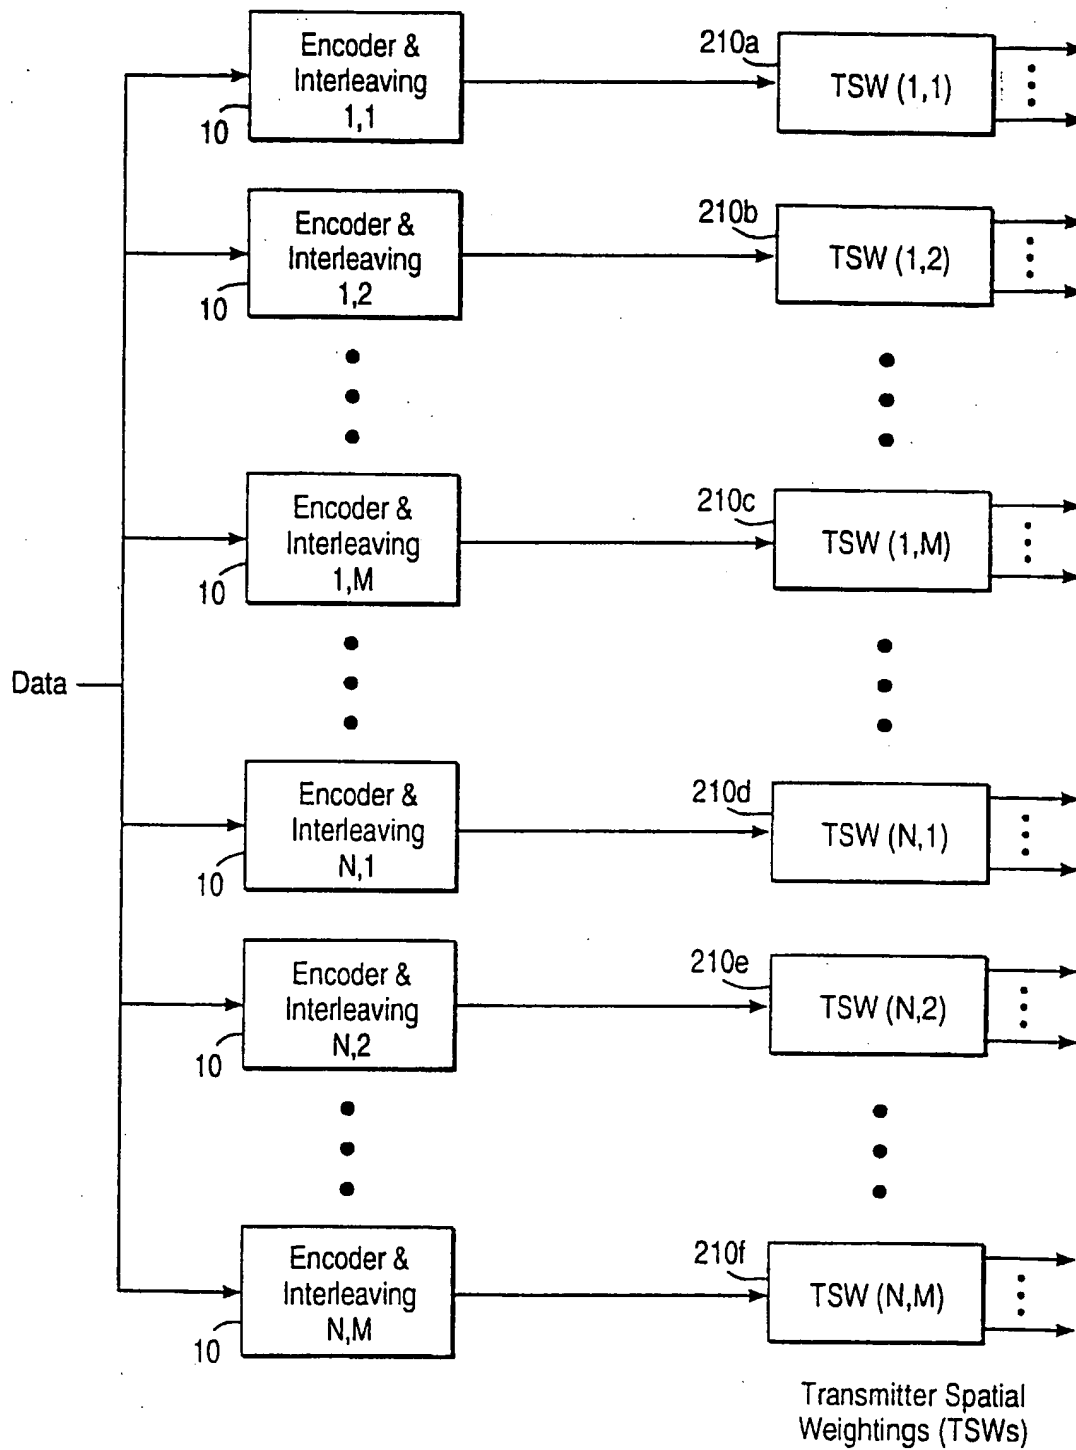 Encoder &
Interleaving
1,1
10
210a
TSW (1,1)
Encoder &
Interleaving
1,2
10
210b
TSW (1,2)
Encoder &
Interleaving
1,M
10
210c
TSW (1,M)
Data
Encoder &
Interleaving
N,1
10
210d
TSW (N,1)
Encoder &
Interleaving
N,2
10
210e
TSW (N,2)
Encoder &
Interleaving
N,M
10
210f
TSW (N,M)
Transmitter Spatial
Weightings (TSWs)